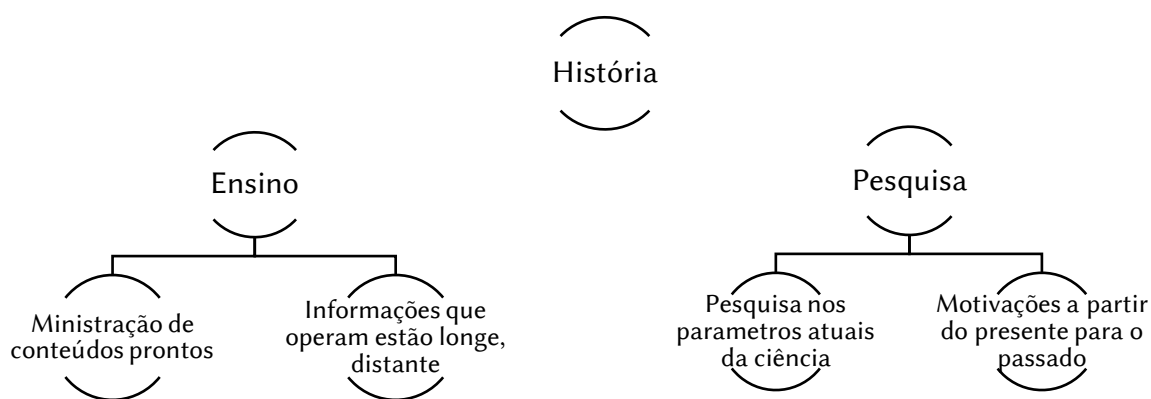 História
Ensino
Pesquisa
Ministração de
conteúdos prontos
Informações que
operam estão longe,
distante
Pesquisa nos
parametros atuais
da ciência
Motivações a partir
do presente para o
passado